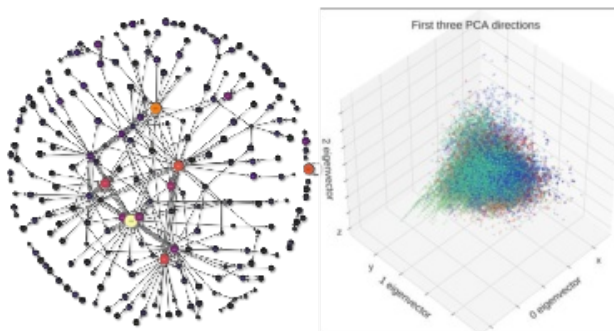 First three PCA directions
2 eigenvector
z
y
x
1 eigenvector
0 eigenvector